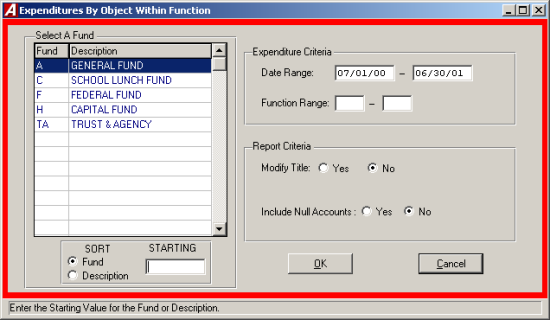 Expenditures By Object Within Function
Select A Fund
Fund Description
A GENERAL FUND
C SCHOOL LUNCH FUND
F FEDERAL FUND
H CAPITAL FUND
TA TRUST & AGENCY
SORT STARTING
Fund
Description
Expenditure Criteria
Date Range: 07/01/00 – 06/30/01
Function Range: –
Report Criteria
Modify Title: Yes No
Include Null Accounts : Yes No
OK Cancel
Enter the Starting Value for the Fund or Description.